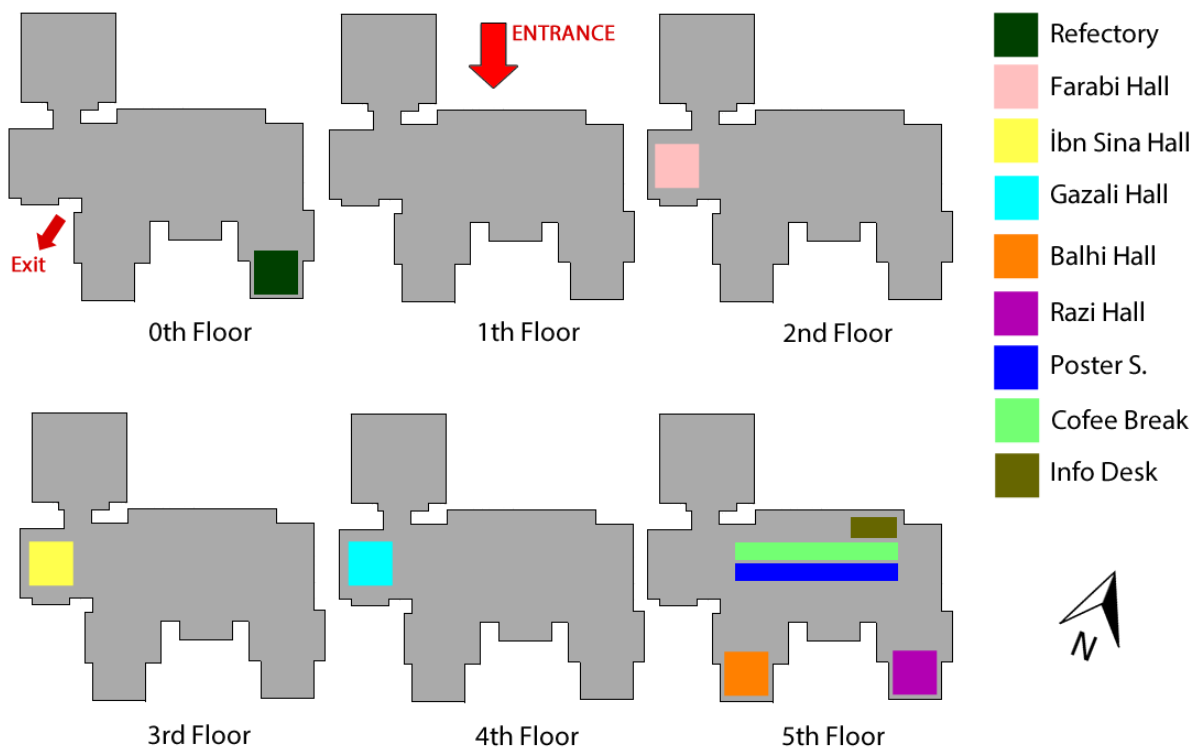 ENTRANCE
Exit
0th Floor
1th Floor
2nd Floor
3rd Floor
4th Floor
5th Floor
Refectory
Farabi Hall
İbn Sina Hall
Gazali Hall
Balhi Hall
Razi Hall
Poster S.
Cofee Break
Info Desk
N